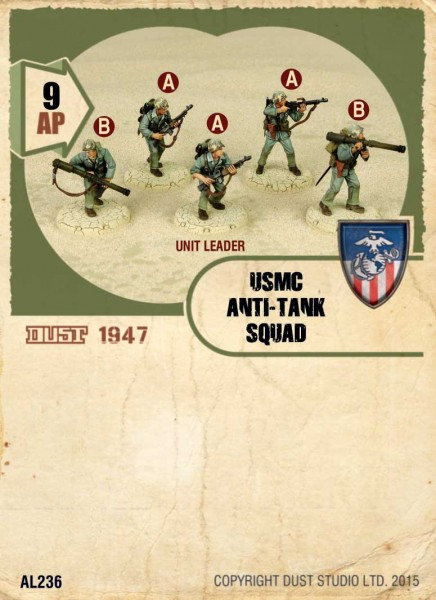 9
AP
A
A
B
A
B
UNIT LEADER
USMC
ANTI-TANK
SQUAD
DUST 1947
AL236
COPYRIGHT DUST STUDIO LTD. 2015